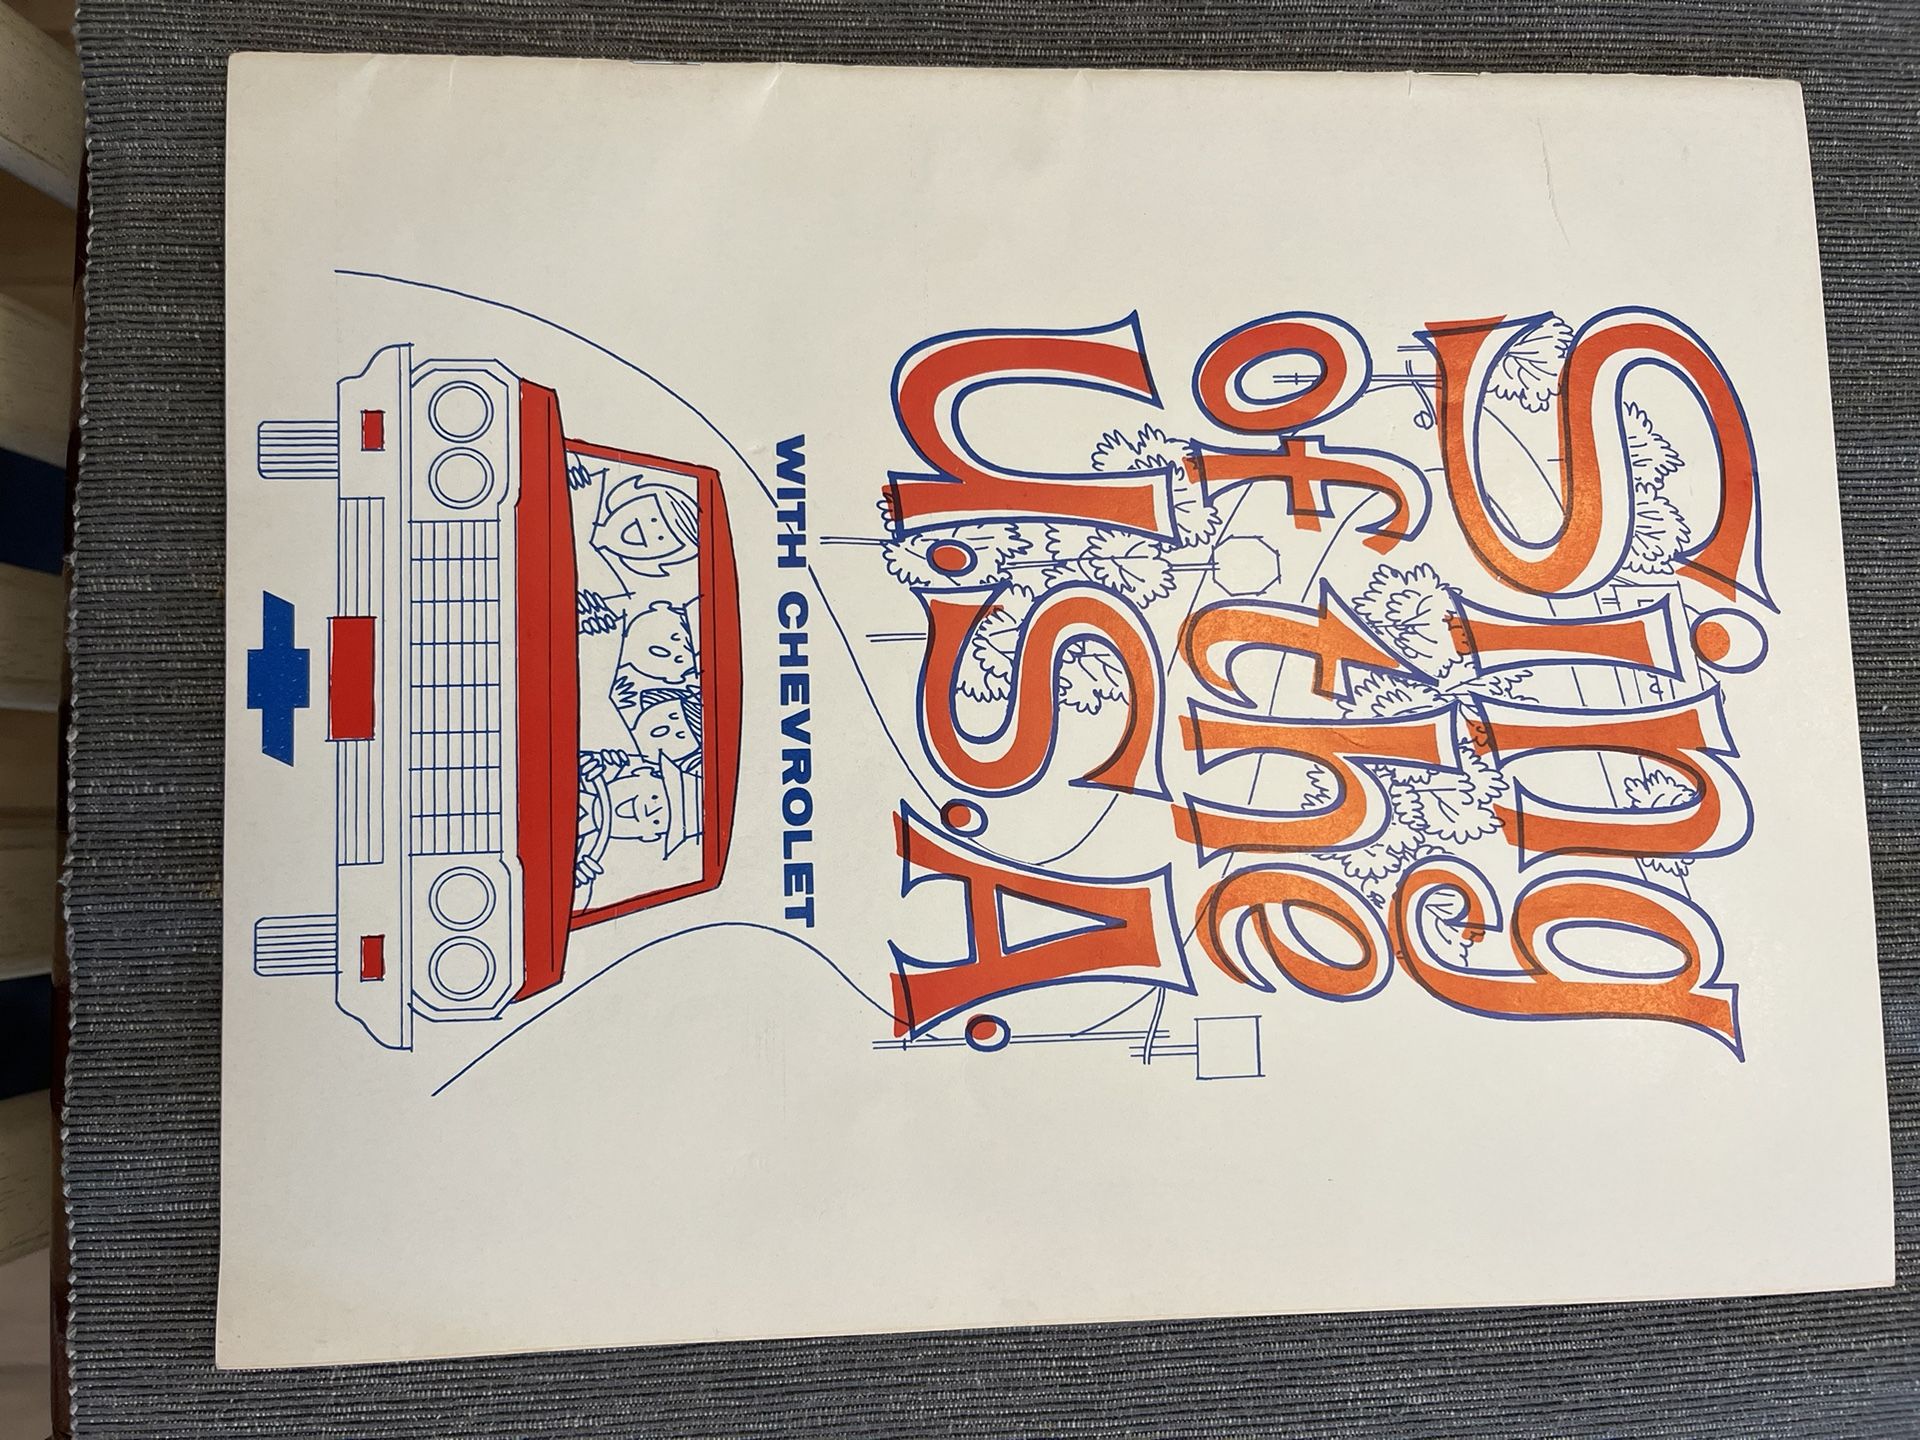 Sing
of the
U.S.A.
WITH CHEVROLET